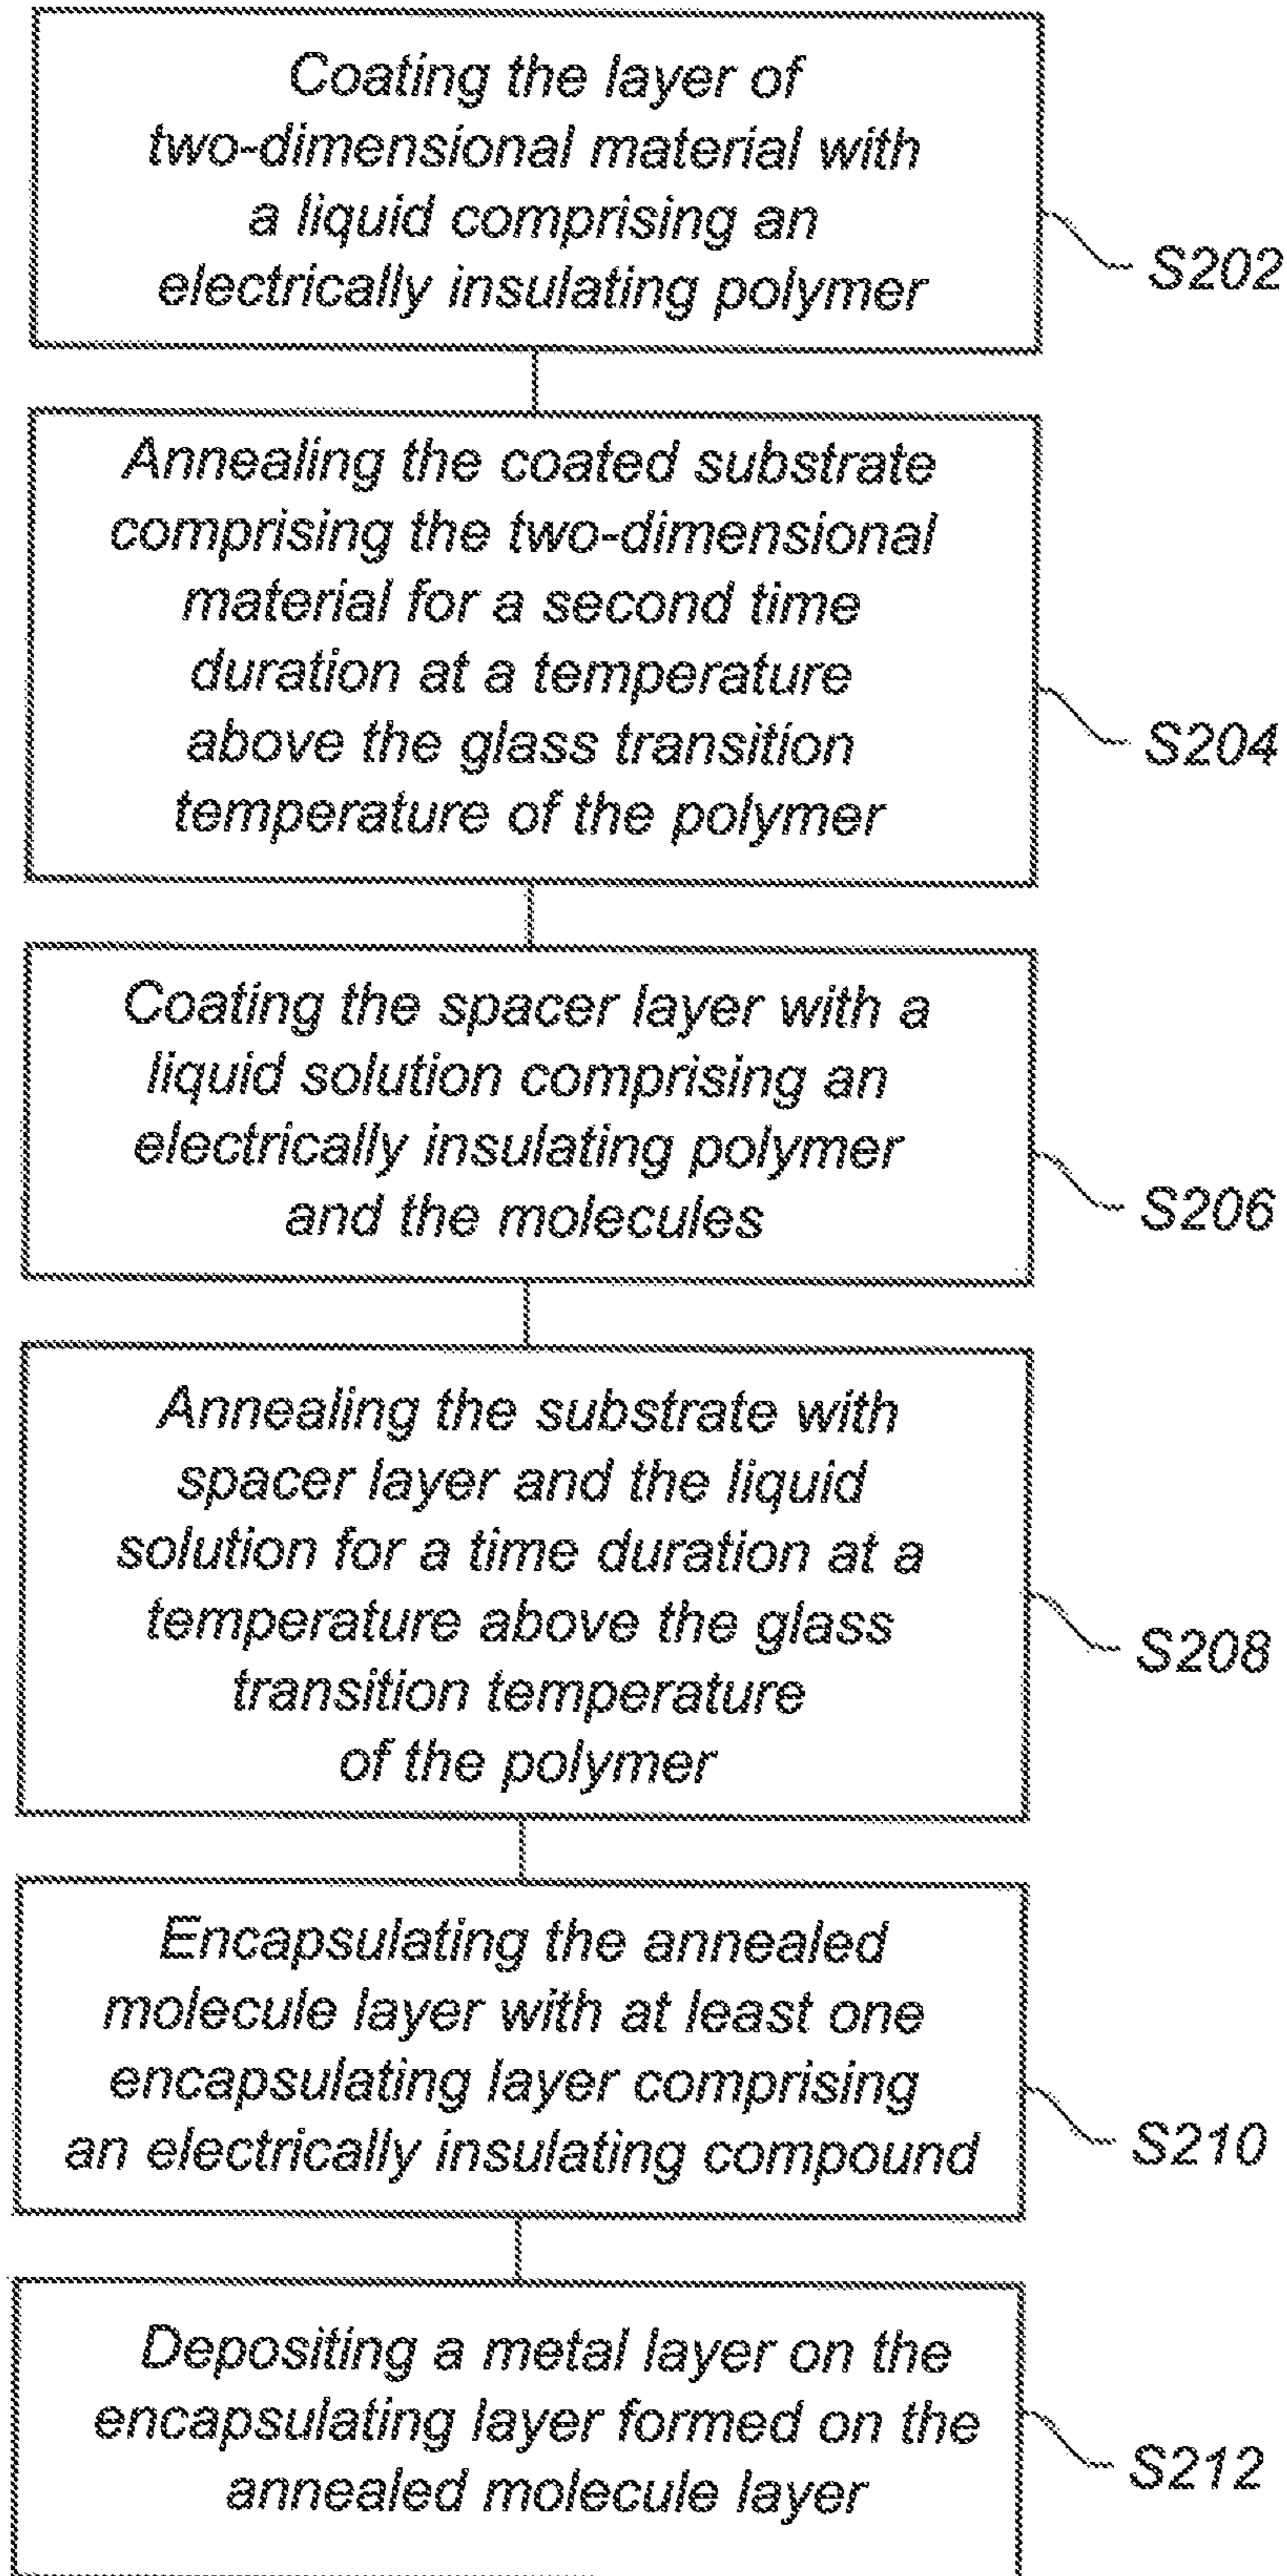 Coating the layer of
two-dimensional material with
a liquid comprising an
electrically insulating polymer
S202
Annealing the coated substrate
comprising the two-dimensional
material for a second time
duration at a temperature
above the glass transition
temperature of the polymer
S204
Coating the spacer layer with a
liquid solution comprising an
electrically insulating polymer
and the molecules
S206
Annealing the substrate with
spacer layer and the liquid
solution for a time duration at a
temperature above the glass
transition temperature
of the polymer
S208
Encapsulating the annealed
molecule layer with at least one
encapsulating layer comprising
an electrically insulating compound
S210
Depositing a metal layer on the
encapsulating layer formed on the
annealed molecule layer
S212